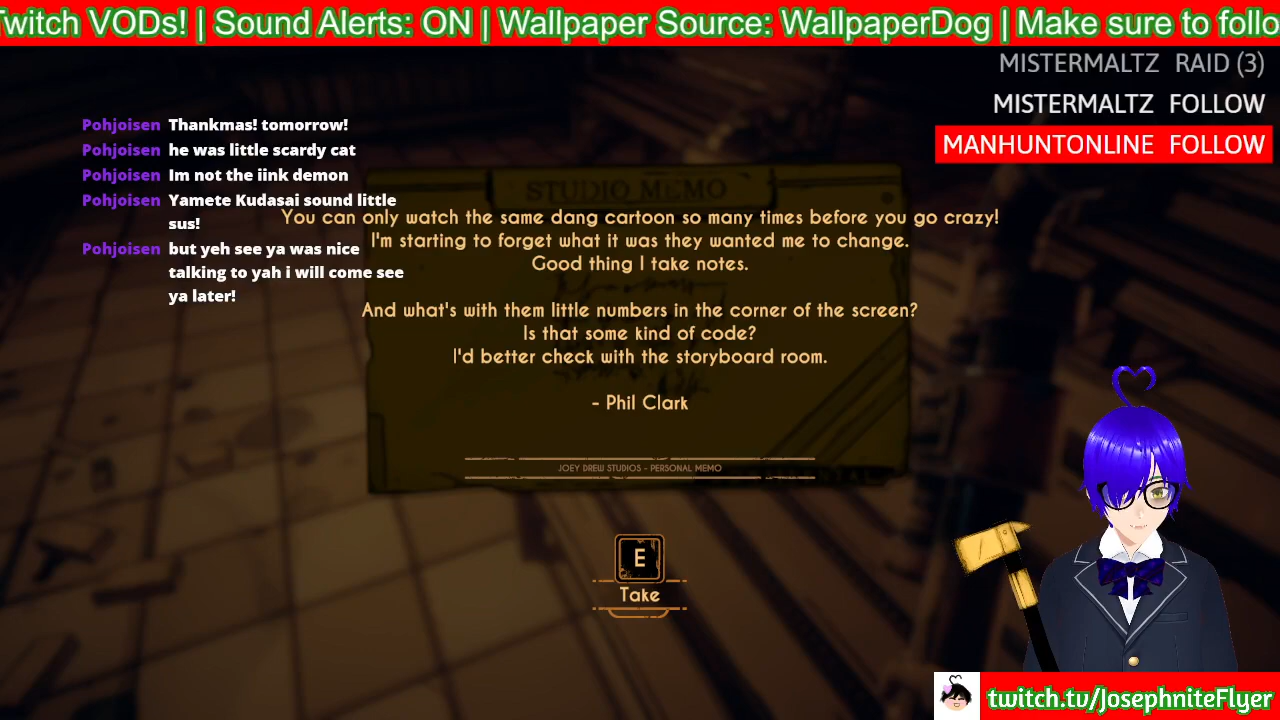 Twitch VODs! | Sound Alerts: ON | Wallpaper Source: WallpaperDog | Make sure to follo
MISTERMALTZ RAID (3)
MISTERMALTZ FOLLOW
MANHUNTONLINE FOLLOW
Pohjoisen Thankmas! tomorrow!
Pohjoisen he was little scardy cat
Pohjoisen Im not the iink demon
Pohjoisen Yamete Kudasai sound little
sus!
Pohjoisen but yeh see ya was nice
talking to yah i will come see
ya later!
STUDIO MEMO
You can only watch the same dang cartoon so many times before you go crazy!
I'm starting to forget what it was they wanted me to change.
Good thing I take notes.
And what's with them little numbers in the corner of the screen?
Is that some kind of code?
I'd better check with the storyboard room.
- Phil Clark
JOEY DREW STUDIOS - PERSONAL MEMO
E
Take
twitch.tv/JosephniteFlyer